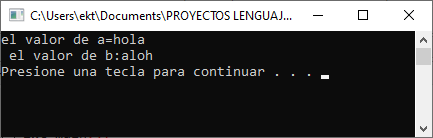 C:\Users\ekt\Documents\PROYECTOS LENGUAJ...
el valor de a=hola
 el valor de b:aloh
Presione una tecla para continuar . . .